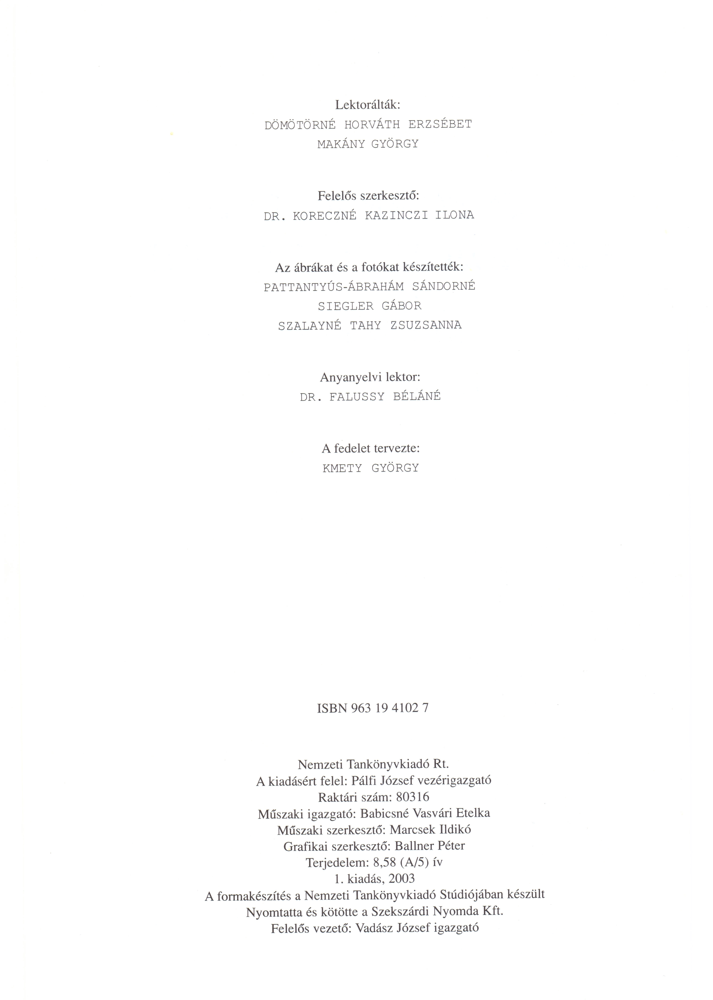 Lektorálták:
DÖMÖTÖRNÉ HORVÁTH ERZSÉBET
MAKÁNY GYÖRGY
Felelős szerkesztő:
DR. KORECZNÉ KAZINCZI ILONA
Az ábrákat és a fotókat készítették:
PATTANTYÚS-ÁBRAHÁM SÁNDORNÉ
SIEGLER GÁBOR
SZALAYNÉ TAHY ZSUZSANNA
Anyanyelvi lektor:
DR. FALUSSY BÉLÁNÉ
A fedelet tervezte:
KMETY GYÖRGY
ISBN 963 19 4102 7
Nemzeti Tankönyvkiadó Rt.
A kiadásért felel: Pálfi József vezérigazgató
Raktári szám: 80316
Műszaki igazgató: Babicsné Vasvári Etelka
Műszaki szerkesztő: Marcsek Ildikó
Grafikai szerkesztő: Ballner Péter
Terjedelem: 8,58 (A/5) ív
1. kiadás, 2003
A formakészítés a Nemzeti Tankönyvkiadó Stúdiójában készült
Nyomtatta és kötötte a Szekszárdi Nyomda Kft.
Felelős vezető: Vadász József igazgató